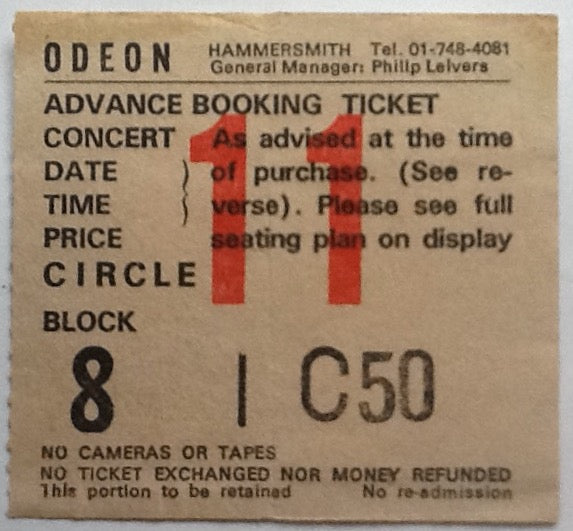 ODEON HAMMERSMITH Tel. 01-748-4081
General Manager: Philip Leivers
ADVANCE BOOKING TICKET
CONCERT As advised at the time
DATE of purchase. (See re-
TIME verse). Please see full
PRICE seating plan on display
11
CIRCLE
BLOCK
8 | C50
NO CAMERAS OR TAPES
NO TICKET EXCHANGED NOR MONEY REFUNDED
This portion to be retained No re-admission